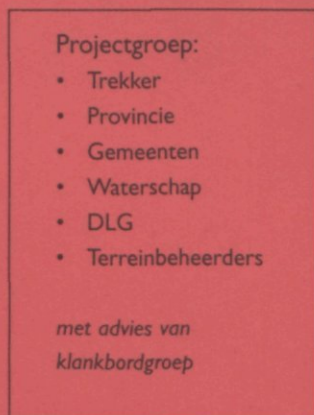 Projectgroep:
• Trekker
• Provincie
• Gemeenten
• Waterschap
• DLG
• Terreinbeheerders
met advies van
klankbordgroep